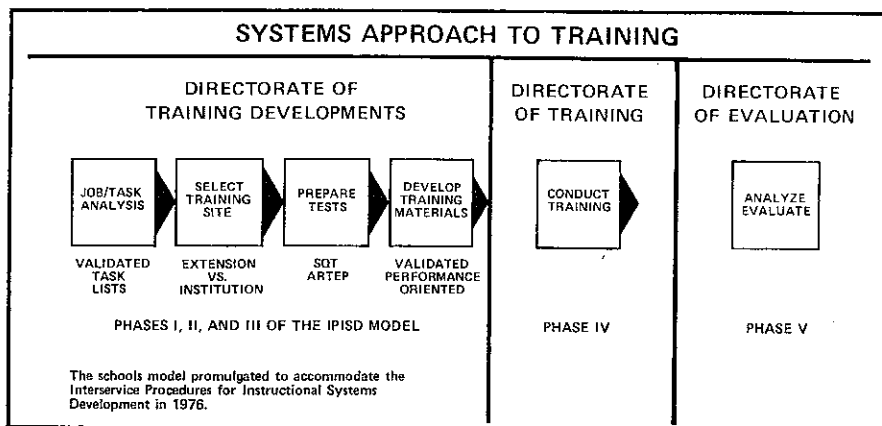 SYSTEMS APPROACH TO TRAINING
DIRECTORATE OF
TRAINING DEVELOPMENTS
JOB/TASK
ANALYSIS
SELECT
TRAINING
SITE
PREPARE
TESTS
DEVELOP
TRAINING
MATERIALS
VALIDATED
TASK
LISTS
EXTENSION
VS.
INSTITUTION
SQT
ARTEP
VALIDATED
PERFORMANCE
ORIENTED
PHASES I, II, AND III OF THE IPISD MODEL
The schools model promulgated to accommodate the
Interservice Procedures for Instructional Systems
Development in 1976.
DIRECTORATE
OF TRAINING
CONDUCT
TRAINING
PHASE IV
DIRECTORATE
OF EVALUATION
ANALYZE
EVALUATE
PHASE V